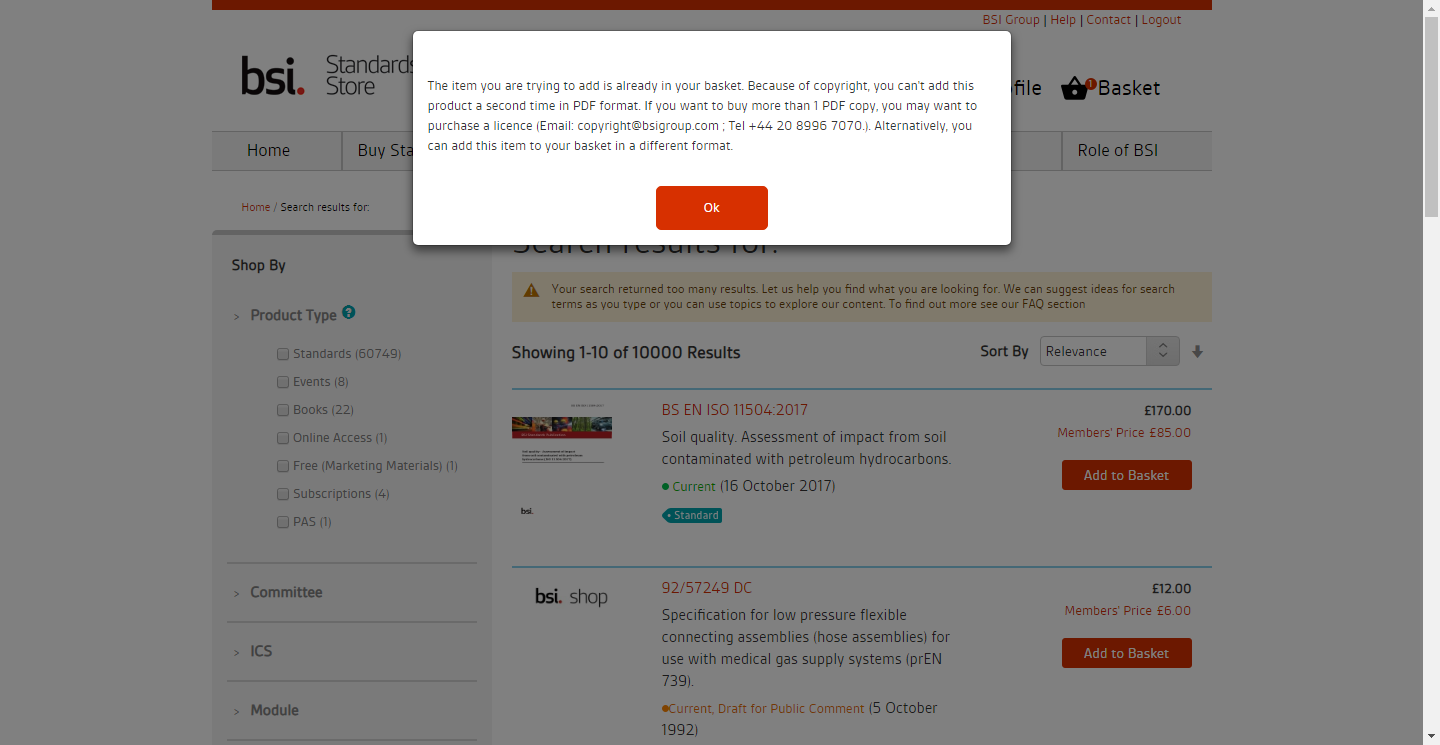 BSI Group | Help | Contact | Logout
bsi. Standards
Store
file
1
Basket
The item you are trying to add is already in your basket. Because of copyright, you can't add this
product a second time in PDF format. If you want to buy more than 1 PDF copy, you may want to
purchase a licence (Email: copyright@bsigroup.com ; Tel +44 20 8996 7070.). Alternatively, you
can add this item to your basket in a different format.
Ok
Home
Buy Sta
Role of BSI
Home / Search results for:
Search results for:
Shop By
Product Type ?
Standards (60749)
Events (8)
Books (22)
Online Access (1)
Free (Marketing Materials) (1)
Subscriptions (4)
PAS (1)
Committee
ICS
Module
Your search returned too many results. Let us help you find what you are looking for. We can suggest ideas for search
terms as you type or you can use topics to explore our content. To find out more see our FAQ section
Showing 1-10 of 10000 Results
Sort By
Relevance
bsi.
BS EN ISO 11504:2017
Soil quality. Assessment of impact from soil
contaminated with petroleum hydrocarbons.
Current (16 October 2017)
Standard
£170.00
Members' Price £85.00
Add to Basket
bsi. shop
92/57249 DC
Specification for low pressure flexible
connecting assemblies (hose assemblies) for
use with medical gas supply systems (prEN
739).
Current, Draft for Public Comment (5 October
1992)
£12.00
Members' Price £6.00
Add to Basket